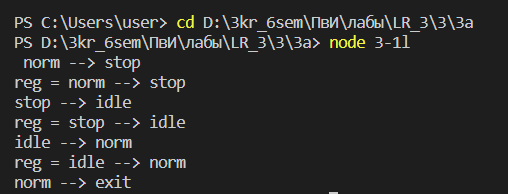 PS C:\Users\user> cd D:\3kr_6sem\ПвИ\лабы\LR_3\3\3a
PS D:\3kr_6sem\ПвИ\лабы\LR_3\3\3a> node 3-1l
norm --> stop
reg = norm --> stop
stop --> idle
reg = stop --> idle
idle --> norm
reg = idle --> norm
norm --> exit